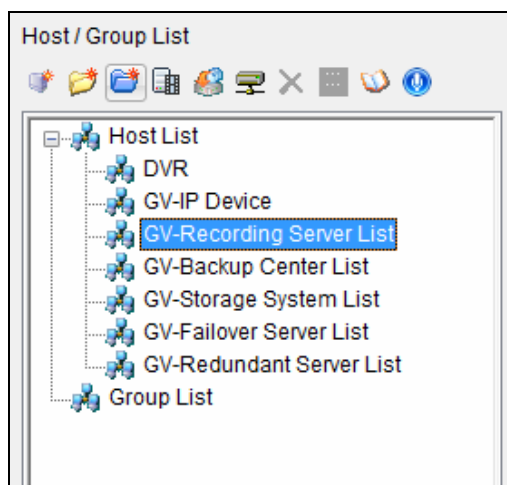 Host / Group List
Host List
DVR
GV-IP Device
GV-Recording Server List
GV-Backup Center List
GV-Storage System List
GV-Failover Server List
GV-Redundant Server List
Group List